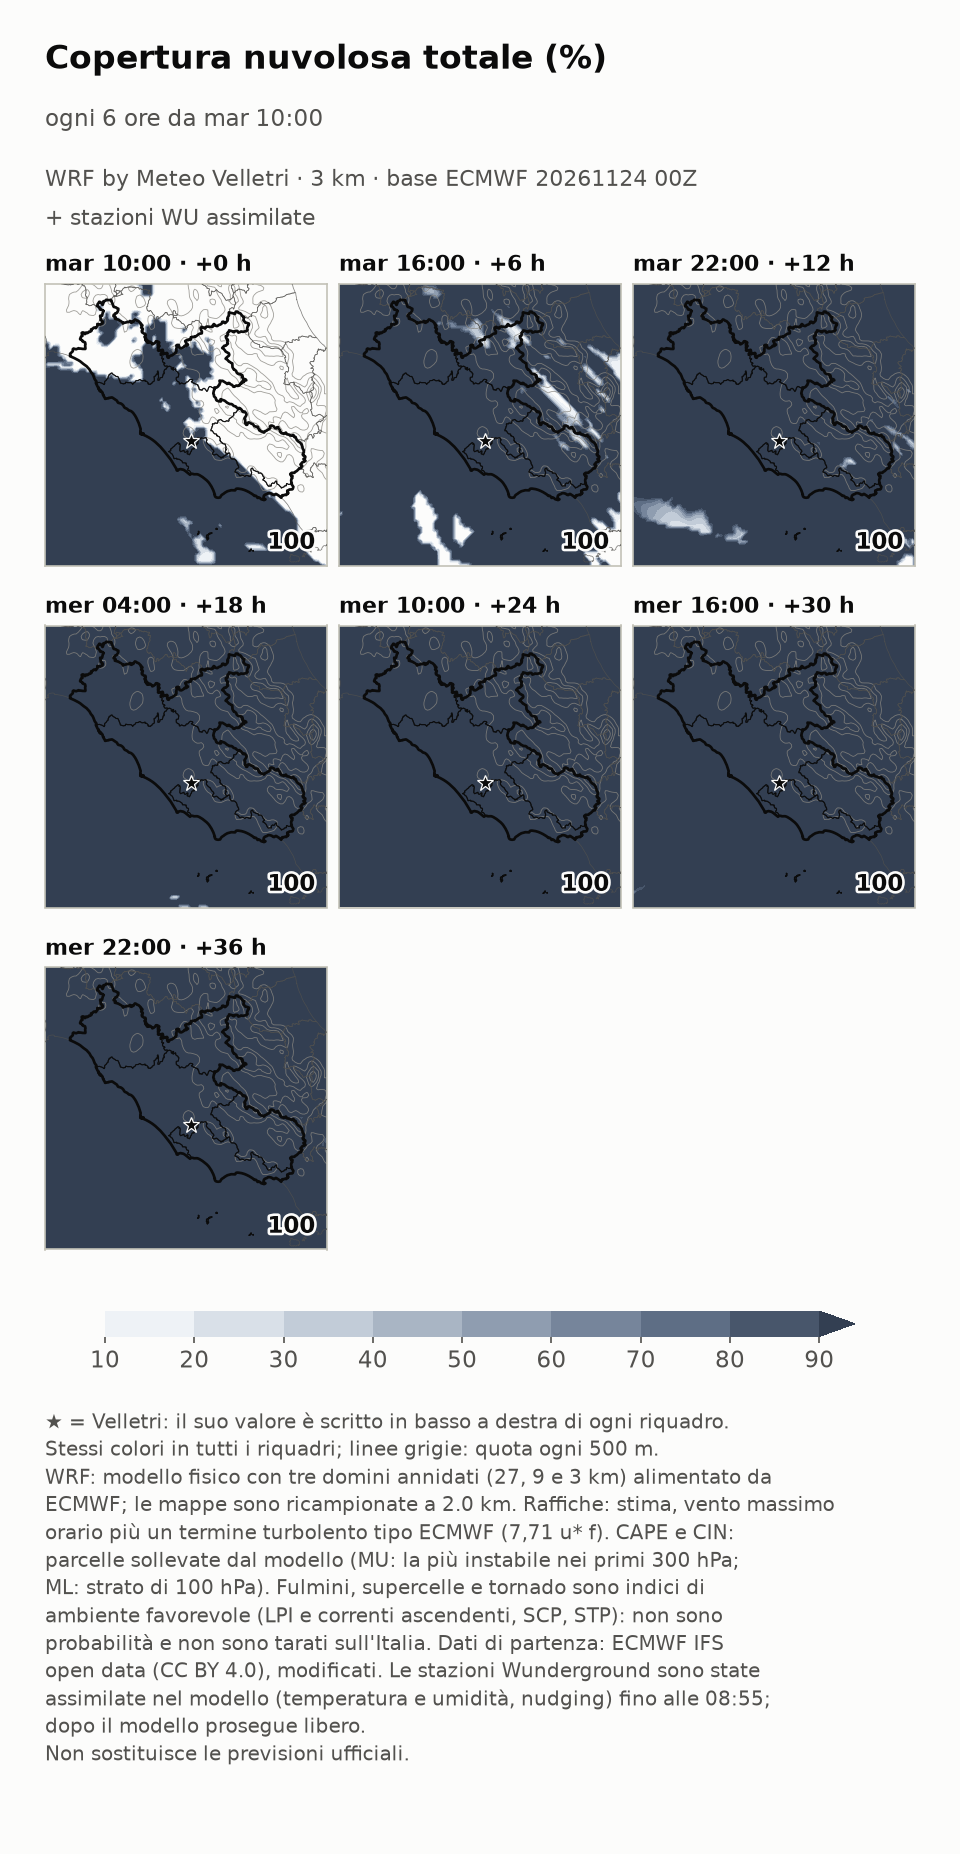 Copertura nuvolosa totale (%)
ogni 6 ore da mar 10:00
WRF by Meteo Velletri · 3 km · base ECMWF 20261124 00Z
+ stazioni WU assimilate
mar 10:00 · +0 h
mar 16:00 · +6 h
mar 22:00 · +12 h
100
100
100
mer 04:00 · +18 h
mer 10:00 · +24 h
mer 16:00 · +30 h
100
100
100
mer 22:00 · +36 h
100
10 20 30 40 50 60 70 80 90
★ = Velletri: il suo valore è scritto in basso a destra di ogni riquadro.
Stessi colori in tutti i riquadri; linee grigie: quota ogni 500 m.
WRF: modello fisico con tre domini annidati (27, 9 e 3 km) alimentato da
ECMWF; le mappe sono ricampionate a 2.0 km. Raffiche: stima, vento massimo
orario più un termine turbolento tipo ECMWF (7,71 u* f). CAPE e CIN:
parcelle sollevate dal modello (MU: la più instabile nei primi 300 hPa;
ML: strato di 100 hPa). Fulmini, supercelle e tornado sono indici di
ambiente favorevole (LPI e correnti ascendenti, SCP, STP): non sono
probabilità e non sono tarati sull'Italia. Dati di partenza: ECMWF IFS
open data (CC BY 4.0), modificati. Le stazioni Wunderground sono state
assimilate nel modello (temperatura e umidità, nudging) fino alle 08:55;
dopo il modello prosegue libero.
Non sostituisce le previsioni ufficiali.